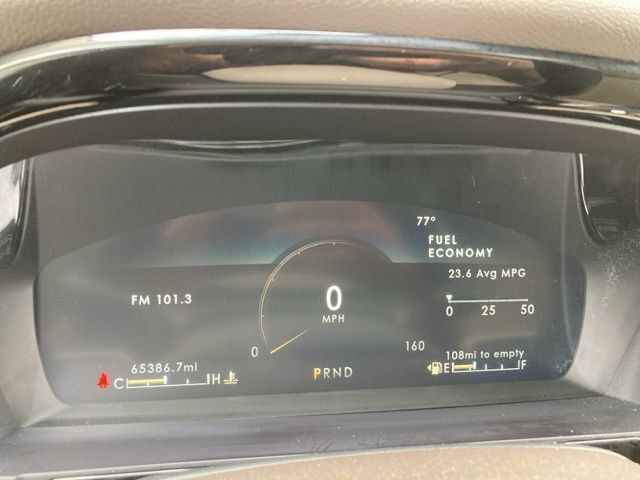 77°
FUEL
ECONOMY
23.6 Avg MPG
0 25 50
FM 101.3
0
MPH
0 160
65386.7mi
108mi to empty
C H
PRND
E F